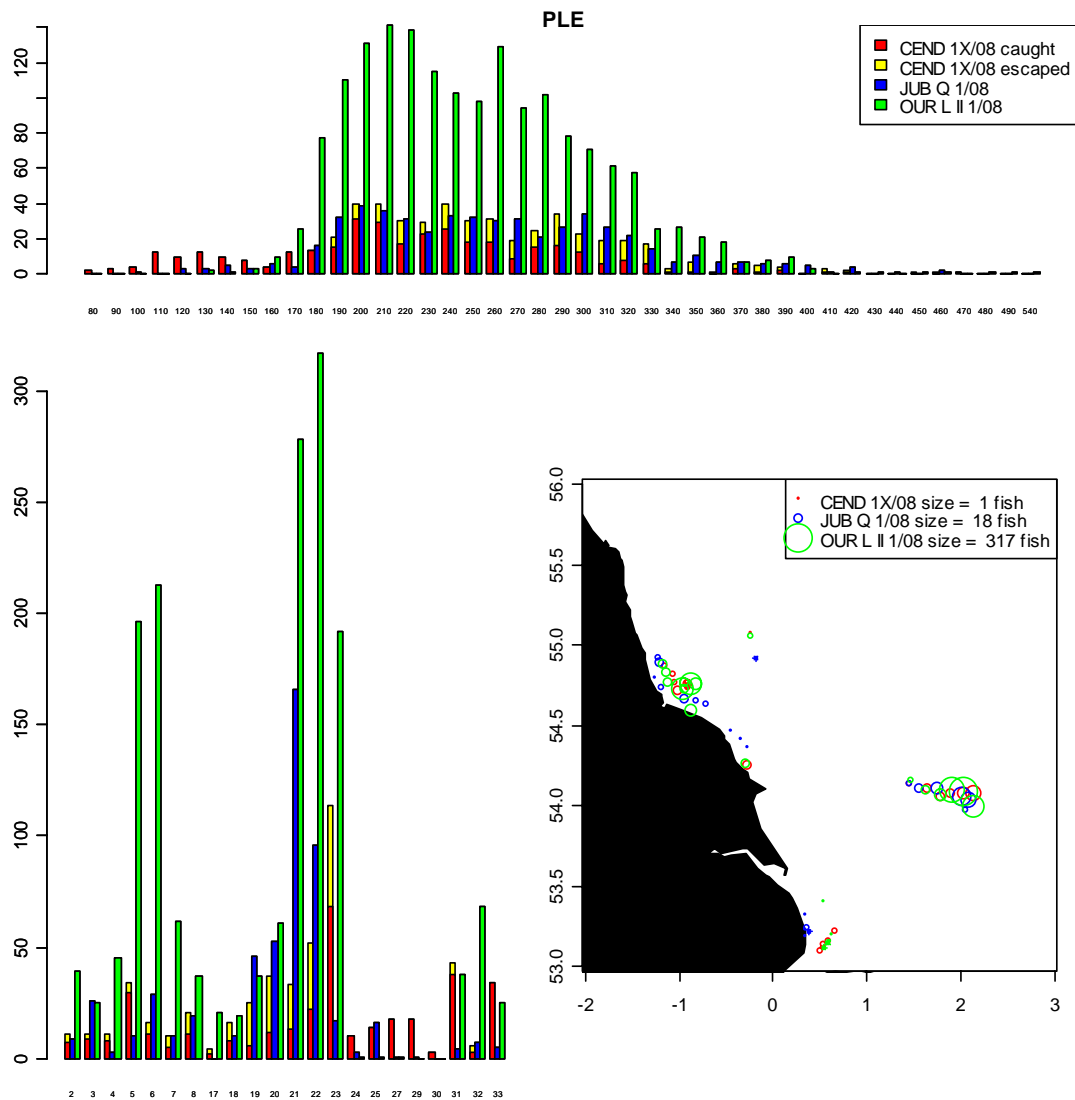 PLE
CEND 1X/08 caught
CEND 1X/08 escaped
JUB Q 1/08
OUR L II 1/08
0 20 40 60 80 120
80 90 100 110 120 130 140 150 160 170 180 190 200 210 220 230 240 250 260 270 280 290 300 310 320 330 340 350 360 370 380 390 400 410 420 430 440 450 460 470 480 490 540
0 50 100 150 200 250 300
2 3 4 5 6 7 8 17 18 19 20 21 22 23 24 25 27 29 30 31 32 33
CEND 1X/08 size = 1 fish
JUB Q 1/08 size = 18 fish
OUR L II 1/08 size = 317 fish
53.0 53.5 54.0 54.5 55.0 55.5 56.0
-2 -1 0 1 2 3